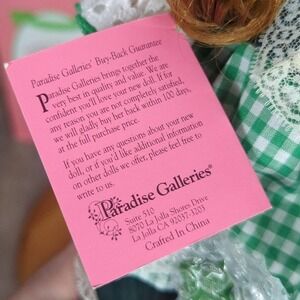 Paradise Galleries' Buy-Back Guarantee
Paradise Galleries brings together the
very best in quality and value. We are
confident you'll love your new doll. If for
any reason you are not completely satisfied,
we will gladly buy her back within 100 days,
at the full purchase price.
If you have any questions about your new
doll, or if you'd like additional information
on other dolls we offer, please feel free to
write to us.
Paradise Galleries®
Suite 510
8070 La Jolla Shores Drive
La Jolla CA 92037-3203
Crafted In China